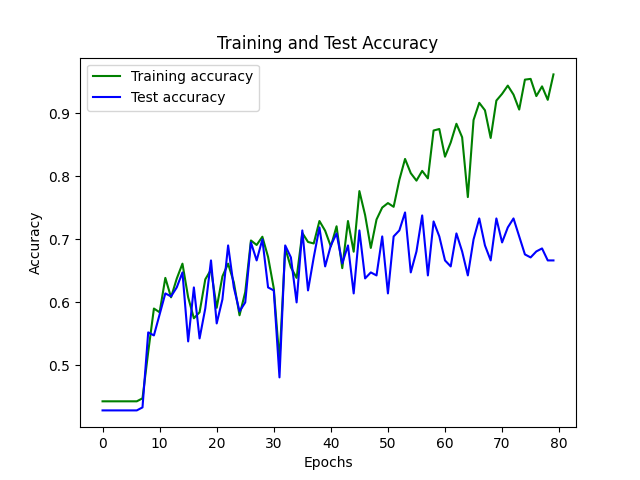 Training and Test Accuracy
Training accuracy
Test accuracy
Accuracy
0.9
0.8
0.7
0.6
0.5
0 10 20 30 40 50 60 70 80
Epochs